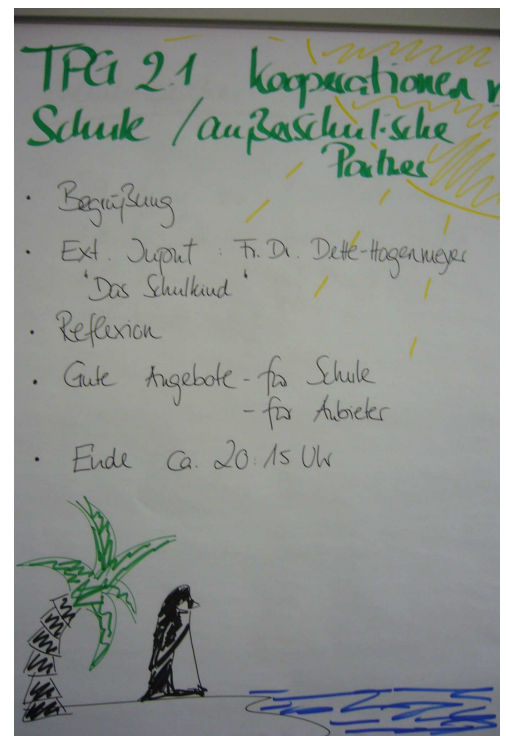 TPG 2.1 Kooperationen
Schule / außerschulische
Partner
· Begrüßung
· Ext. Input : Fr. Dr. Dette-Hagenmeyer
"Das Schulkind"
· Reflexion
· Gute Angebote - für Schule
- für Anbieter
· Ende ca. 20:15 Uhr